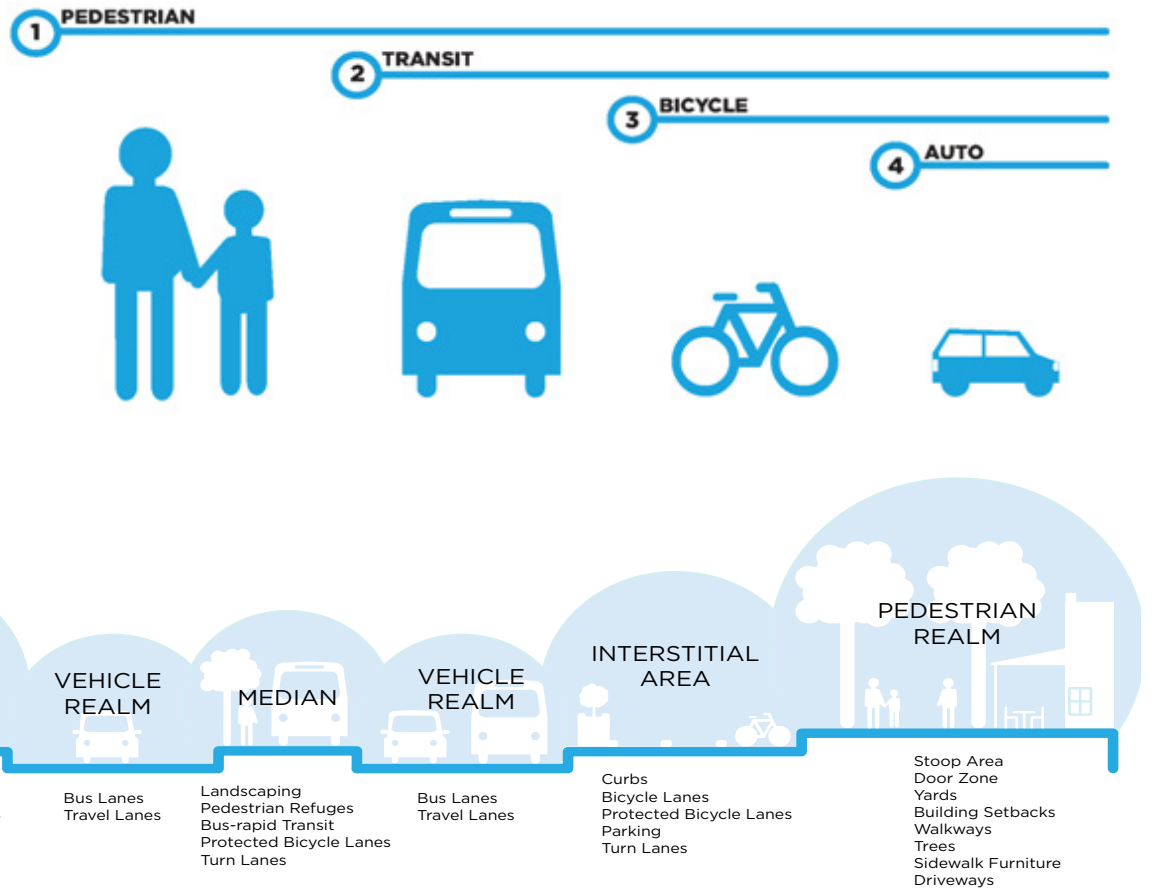 1 PEDESTRIAN
2 TRANSIT
3 BICYCLE
4 AUTO
VEHICLE
REALM
MEDIAN
VEHICLE
REALM
INTERSTITIAL
AREA
PEDESTRIAN
REALM
Bus Lanes
Travel Lanes
Landscaping
Pedestrian Refuges
Bus-rapid Transit
Protected Bicycle Lanes
Turn Lanes
Bus Lanes
Travel Lanes
Curbs
Bicycle Lanes
Protected Bicycle Lanes
Parking
Turn Lanes
Stoop Area
Door Zone
Yards
Building Setbacks
Walkways
Trees
Sidewalk Furniture
Driveways